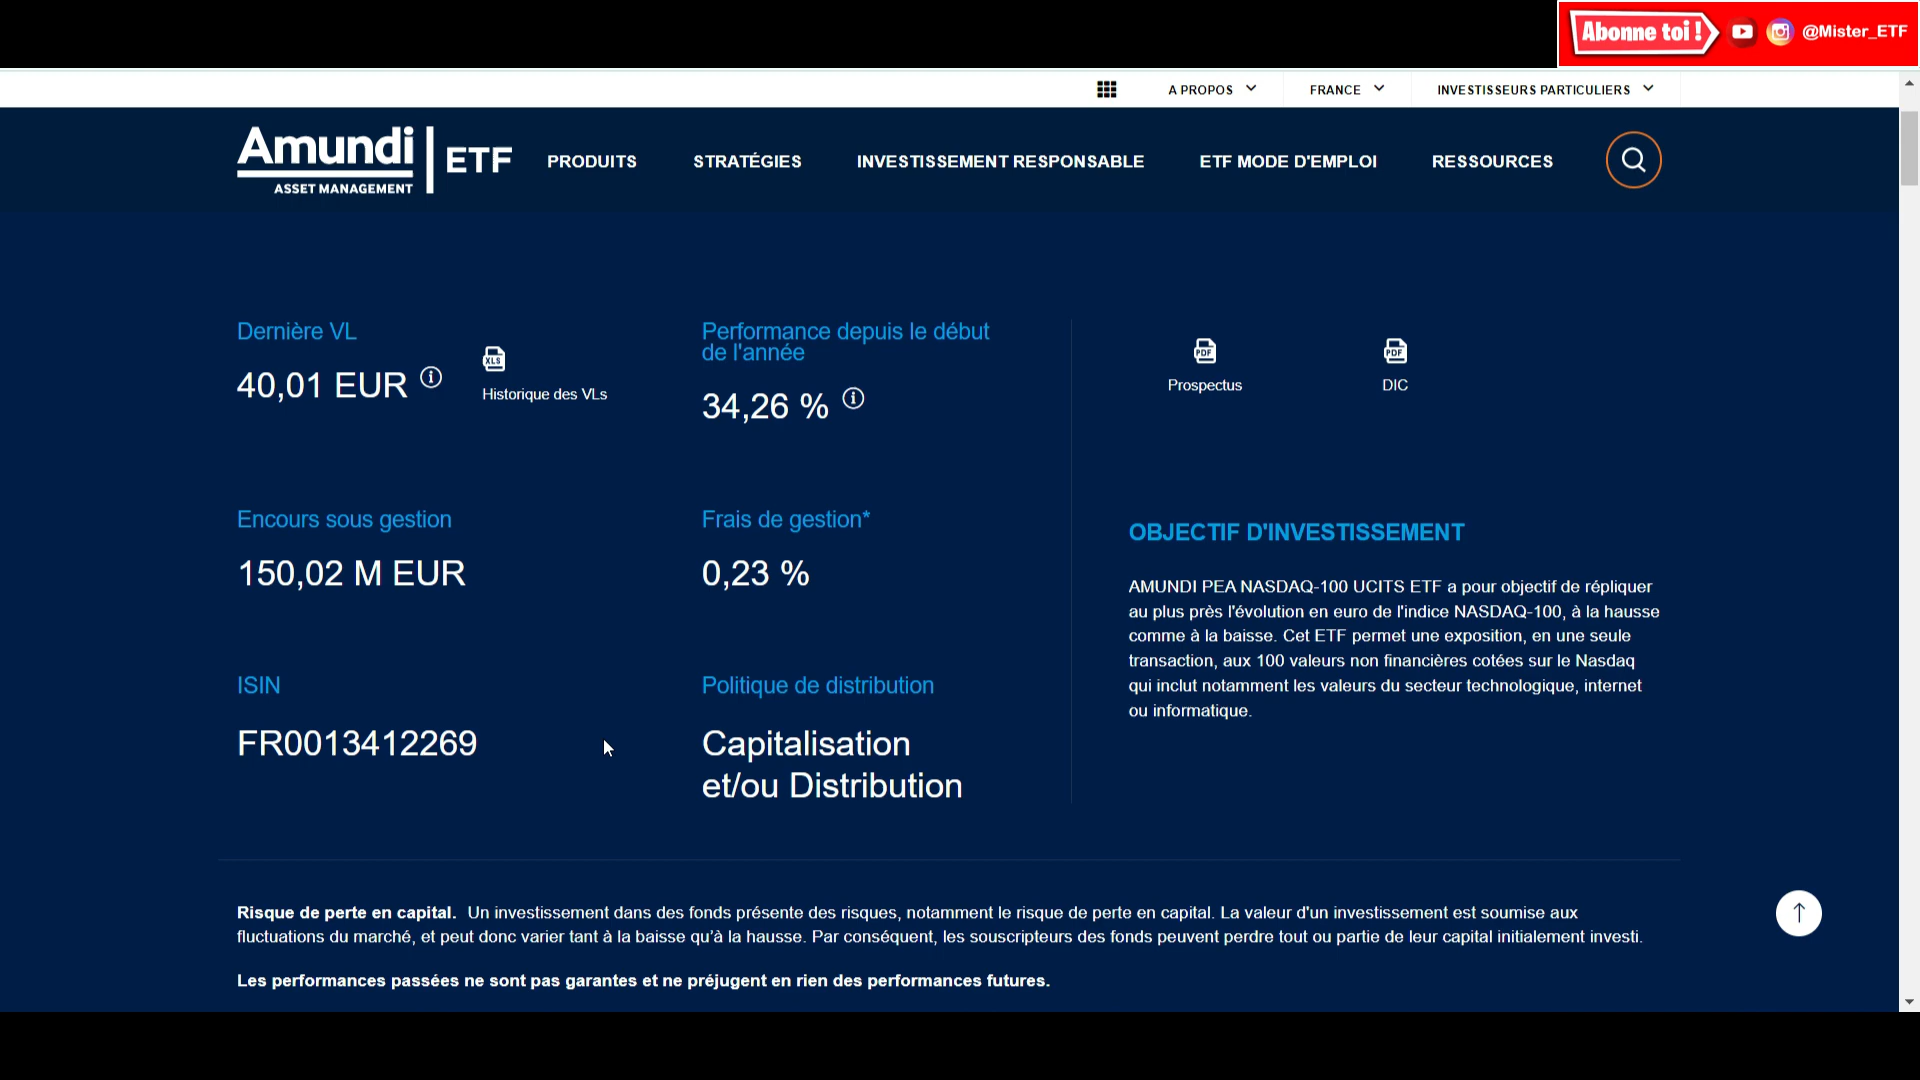 Abonne toi !
@Mister_ETF
A PROPOS
FRANCE
INVESTISSEURS PARTICULIERS
Amundi
ASSET MANAGEMENT
ETF
PRODUITS
STRATÉGIES
INVESTISSEMENT RESPONSABLE
ETF MODE D'EMPLOI
RESSOURCES
Dernière VL
40,01 EUR
XLS
Historique des VLs
Performance depuis le début
de l'année
34,26 %
PDF
Prospectus
PDF
DIC
Encours sous gestion
150,02 M EUR
Frais de gestion*
0,23 %
ISIN
FR0013412269
Politique de distribution
Capitalisation
et/ou Distribution
OBJECTIF D'INVESTISSEMENT
AMUNDI PEA NASDAQ-100 UCITS ETF a pour objectif de répliquer
au plus près l'évolution en euro de l'indice NASDAQ-100, à la hausse
comme à la baisse. Cet ETF permet une exposition, en une seule
transaction, aux 100 valeurs non financières cotées sur le Nasdaq
qui inclut notamment les valeurs du secteur technologique, internet
ou informatique.
Risque de perte en capital. Un investissement dans des fonds présente des risques, notamment le risque de perte en capital. La valeur d'un investissement est soumise aux
fluctuations du marché, et peut donc varier tant à la baisse qu’à la hausse. Par conséquent, les souscripteurs des fonds peuvent perdre tout ou partie de leur capital initialement investi.
Les performances passées ne sont pas garantes et ne préjugent en rien des performances futures.